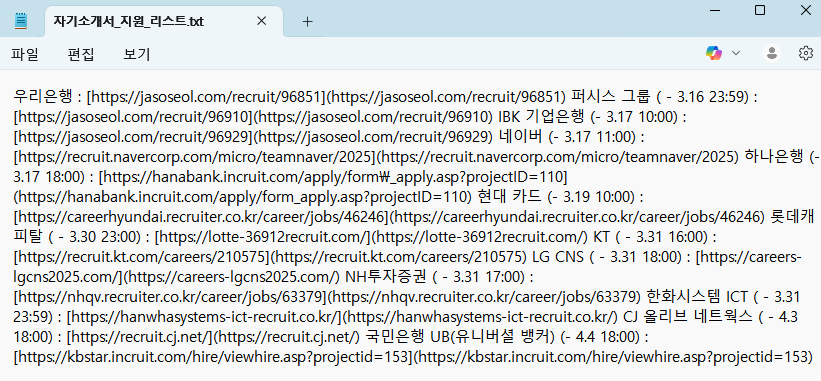 자기소개서_지원_리스트.txt
파일 편집 보기
우리은행 : [https://jasoseol.com/recruit/96851](https://jasoseol.com/recruit/96851) 퍼시스 그룹 ( - 3.16 23:59) :
[https://jasoseol.com/recruit/96910](https://jasoseol.com/recruit/96910) IBK 기업은행 (- 3.17 10:00) :
[https://jasoseol.com/recruit/96929](https://jasoseol.com/recruit/96929) 네이버 (- 3.17 11:00) :
[https://recruit.navercorp.com/micro/teamnaver/2025](https://recruit.navercorp.com/micro/teamnaver/2025) 하나은행 (-
3.17 18:00) : [https://hanabank.incruit.com/apply/form₩_apply.asp?projectID=110]
(https://hanabank.incruit.com/apply/form_apply.asp?projectID=110) 현대 카드 ( - 3.19 10:00) :
[https://careerhyundai.recruiter.co.kr/career/jobs/46246](https://careerhyundai.recruiter.co.kr/career/jobs/46246) 롯데캐
피탈 ( - 3.30 23:00) : [https://lotte-36912recruit.com/](https://lotte-36912recruit.com/) KT ( - 3.31 16:00) :
[https://recruit.kt.com/careers/210575](https://recruit.kt.com/careers/210575) LG CNS ( - 3.31 18:00) : [https://careers-
lgcns2025.com/](https://careers-lgcns2025.com/) NH투자증권 ( - 3.31 17:00) :
[https://nhqv.recruiter.co.kr/career/jobs/63379](https://nhqv.recruiter.co.kr/career/jobs/63379) 한화시스템 ICT ( - 3.31
23:59) : [https://hanwhasystems-ict-recruit.co.kr/](https://hanwhasystems-ict-recruit.co.kr/) CJ 올리브 네트웍스 ( - 4.3
18:00) : [https://recruit.cj.net/](https://recruit.cj.net/) 국민은행 UB(유니버셜 뱅커) (- 4.4 18:00) :
[https://kbstar.incruit.com/hire/viewhire.asp?projectid=153](https://kbstar.incruit.com/hire/viewhire.asp?projectid=153)